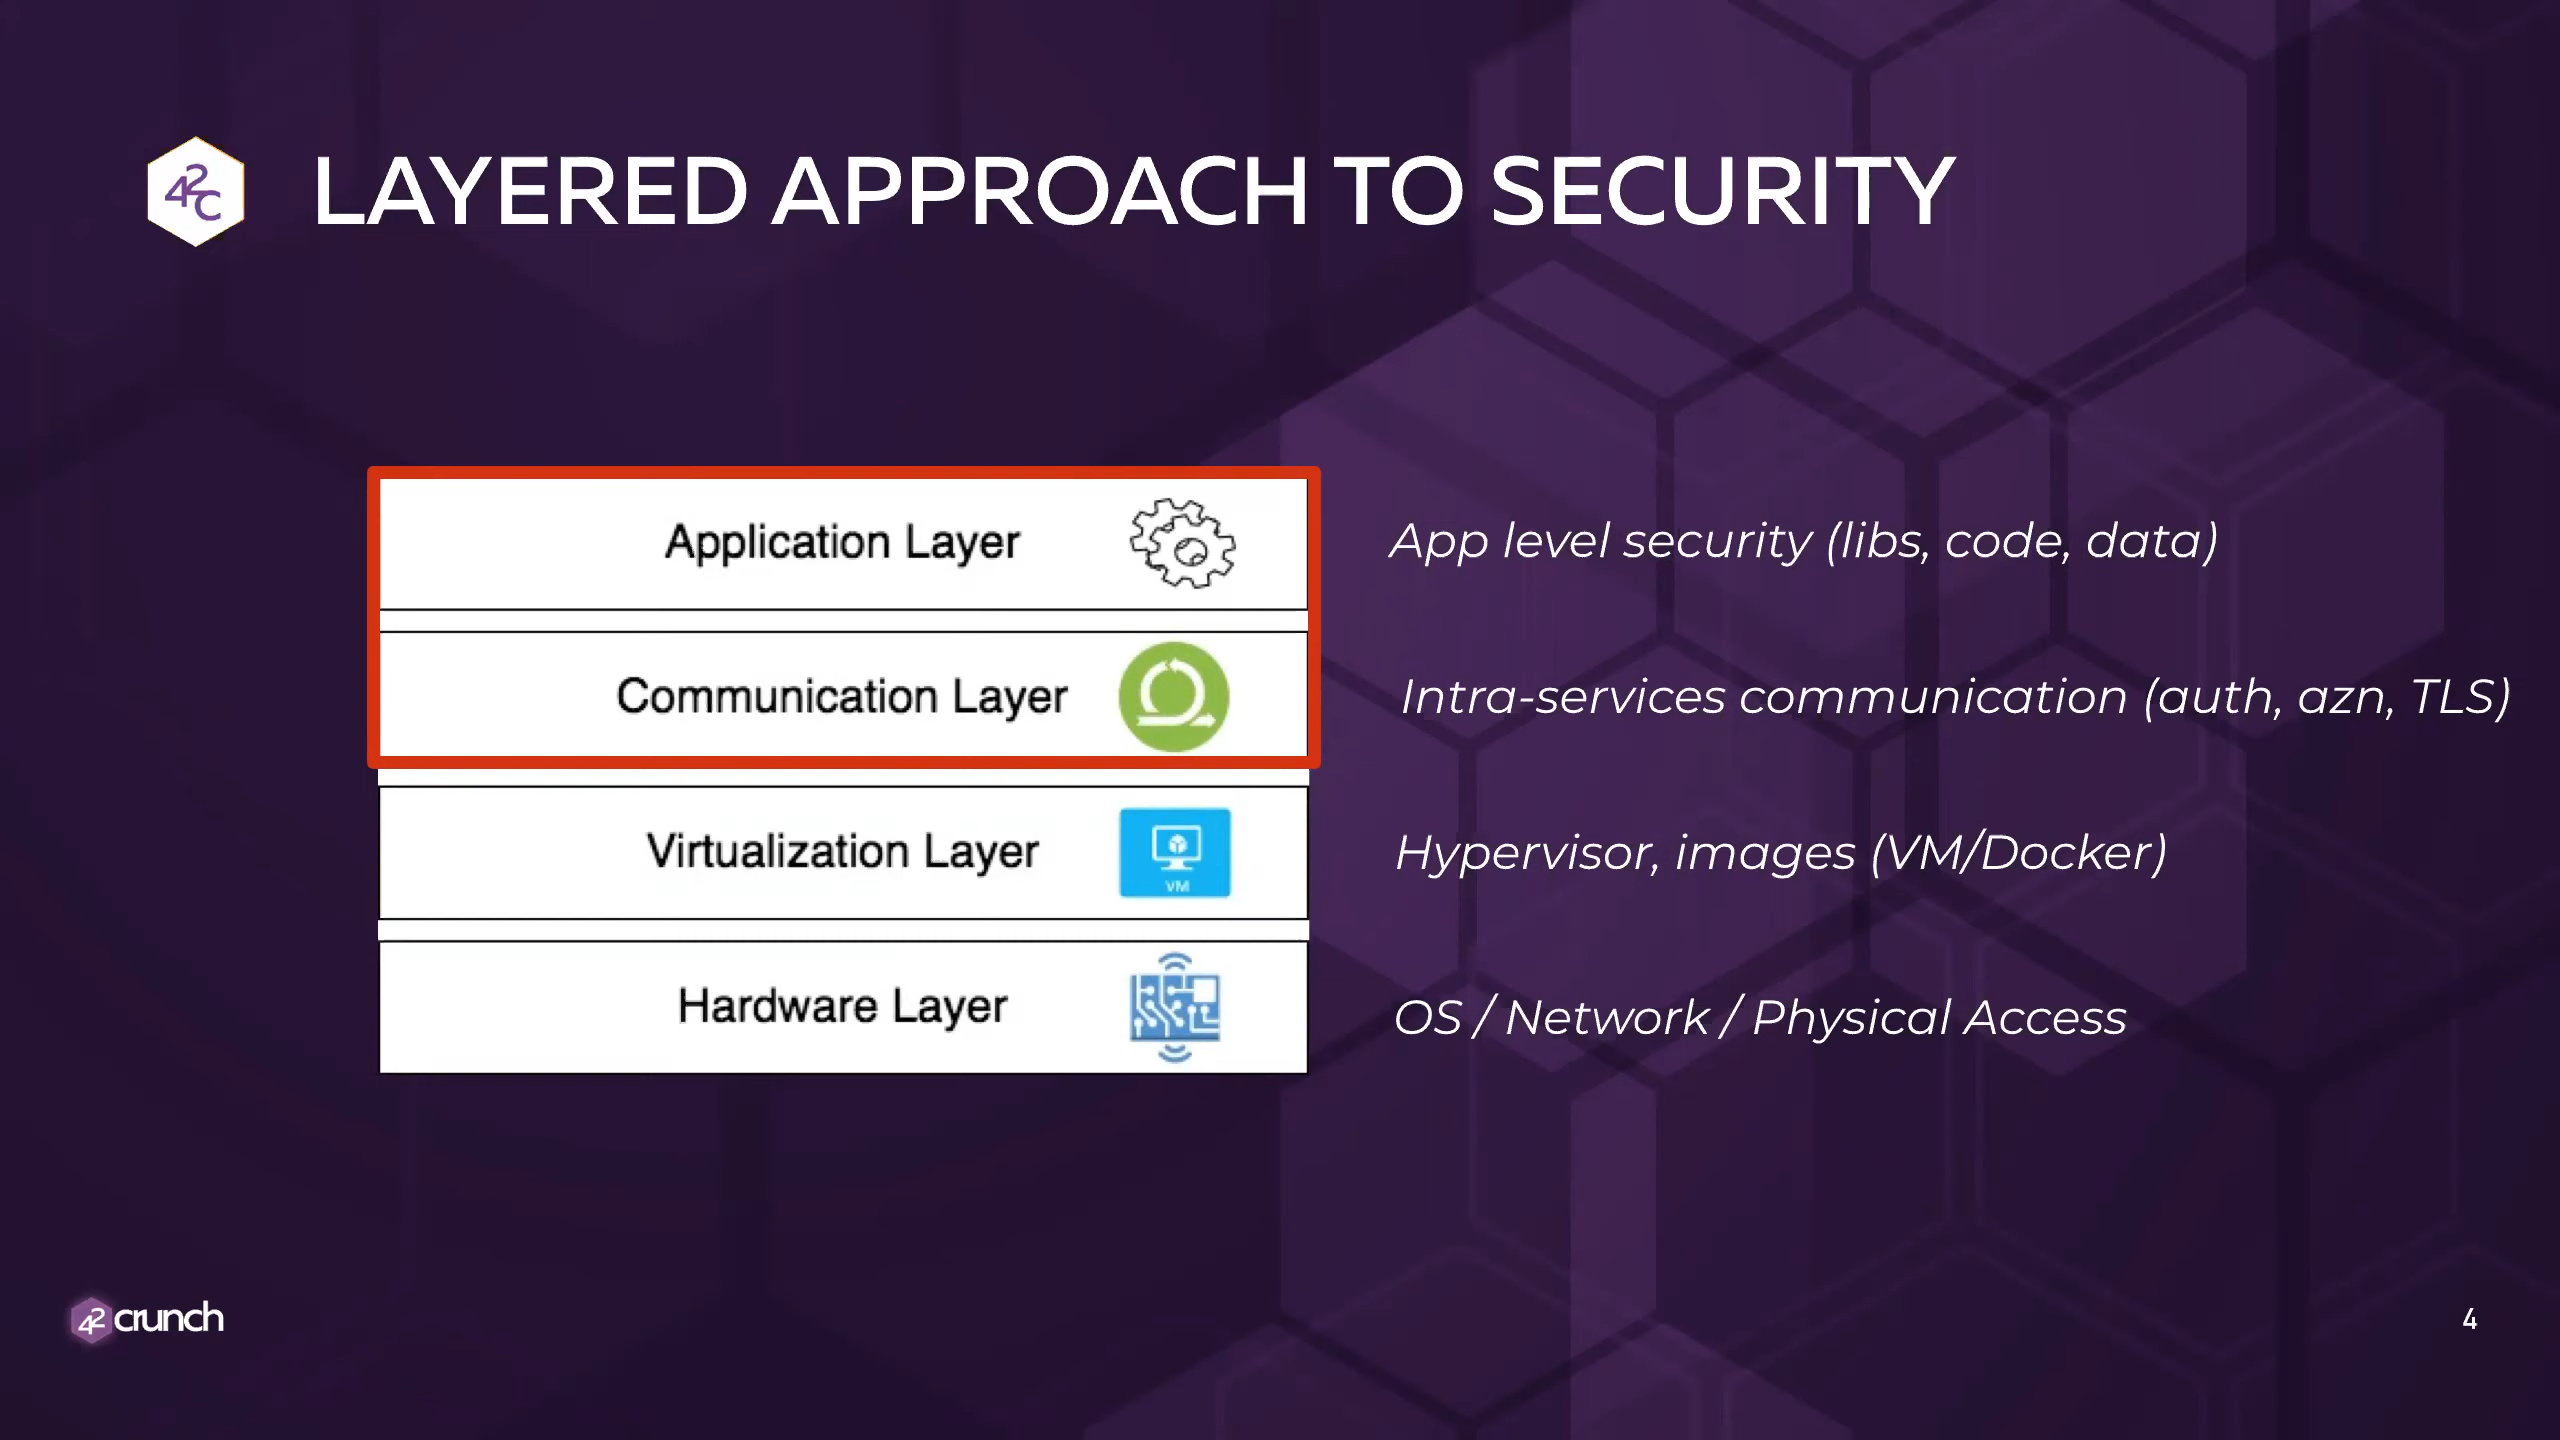 42C
LAYERED APPROACH TO SECURITY
Application Layer
App level security (libs, code, data)
Communication Layer
Intra-services communication (auth, azn, TLS)
Virtualization Layer
VM
Hypervisor, images (VM/Docker)
Hardware Layer
OS / Network / Physical Access
42crunch
4